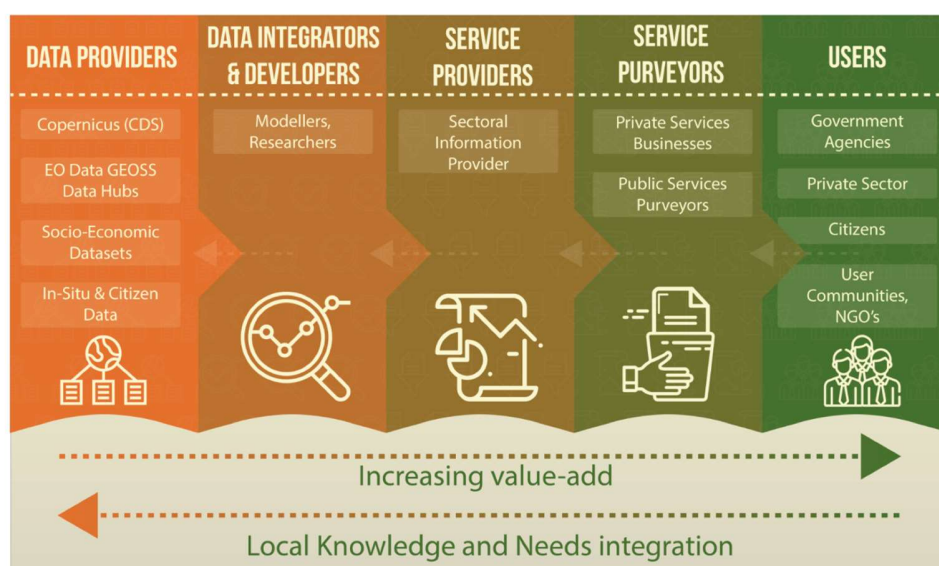 DATA PROVIDERS
Copernicus (CDS)
EO Data GEOSS
Data Hubs
Socio-Economic
Datasets
In-Situ & Citizen
Data
DATA INTEGRATORS
& DEVELOPERS
Modellers,
Researchers
SERVICE
PROVIDERS
Sectoral
Information
Provider
SERVICE
PURVEYORS
Private Services
Businesses
Public Services
Purveyors
USERS
Government
Agencies
Private Sector
Citizens
User
Communities,
NGO's
Increasing value-add
Local Knowledge and Needs integration